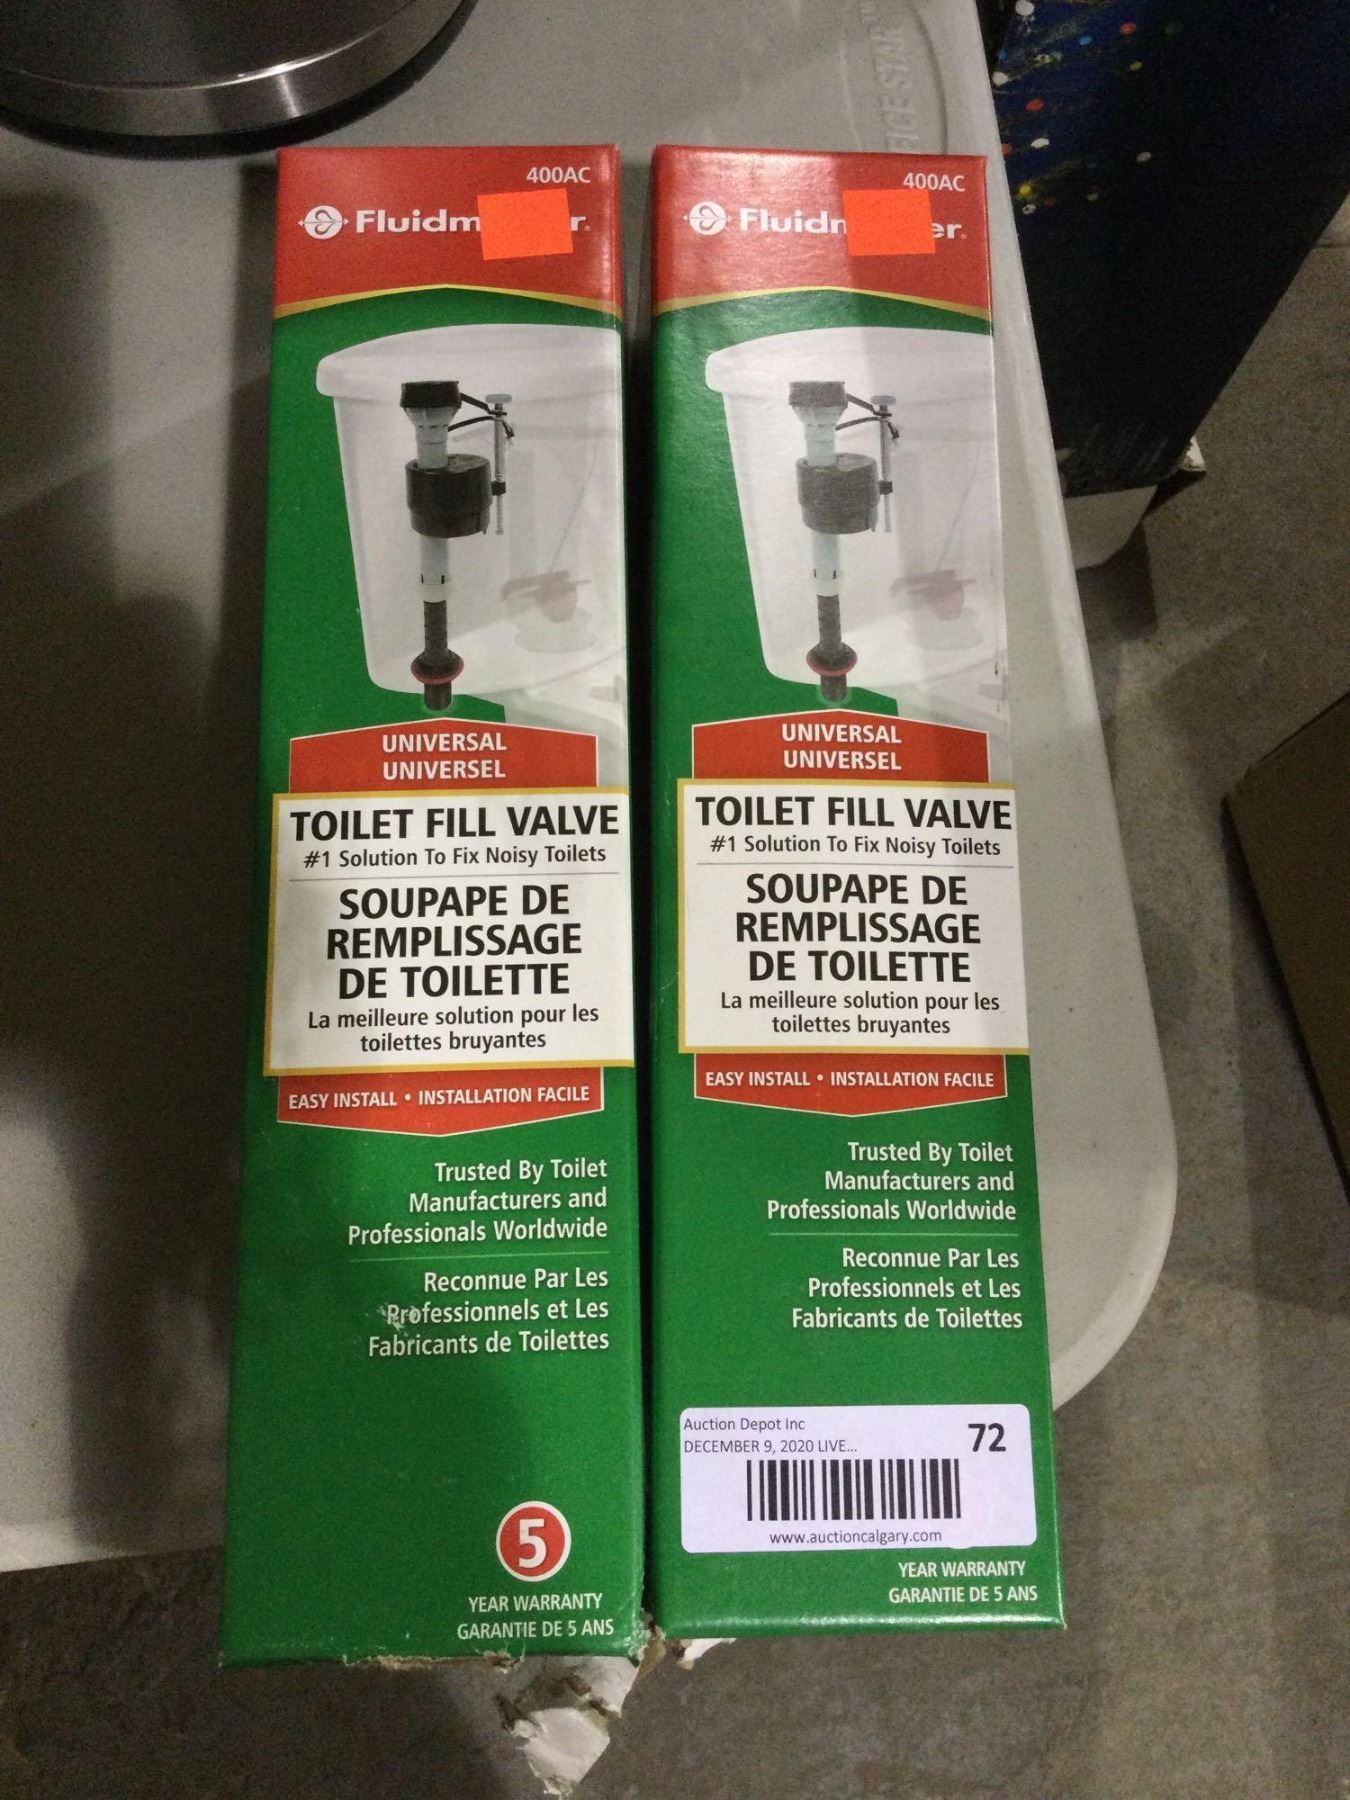 FICE STAR™
400AC
Fluidm r.
UNIVERSAL
UNIVERSEL
TOILET FILL VALVE
#1 Solution To Fix Noisy Toilets
SOUPAPE DE
REMPLISSAGE
DE TOILETTE
La meilleure solution pour les
toilettes bruyantes
EASY INSTALL • INSTALLATION FACILE
Trusted By Toilet
Manufacturers and
Professionals Worldwide
Reconnue Par Les
Professionnels et Les
Fabricants de Toilettes
5
YEAR WARRANTY
GARANTIE DE 5 ANS
400AC
Fluidm er.
UNIVERSAL
UNIVERSEL
TOILET FILL VALVE
#1 Solution To Fix Noisy Toilets
SOUPAPE DE
REMPLISSAGE
DE TOILETTE
La meilleure solution pour les
toilettes bruyantes
EASY INSTALL • INSTALLATION FACILE
Trusted By Toilet
Manufacturers and
Professionals Worldwide
Reconnue Par Les
Professionnels et Les
Fabricants de Toilettes
Auction Depot Inc
DECEMBER 9, 2020 LIVE...
72
www.auctioncalgary.com
YEAR WARRANTY
GARANTIE DE 5 ANS